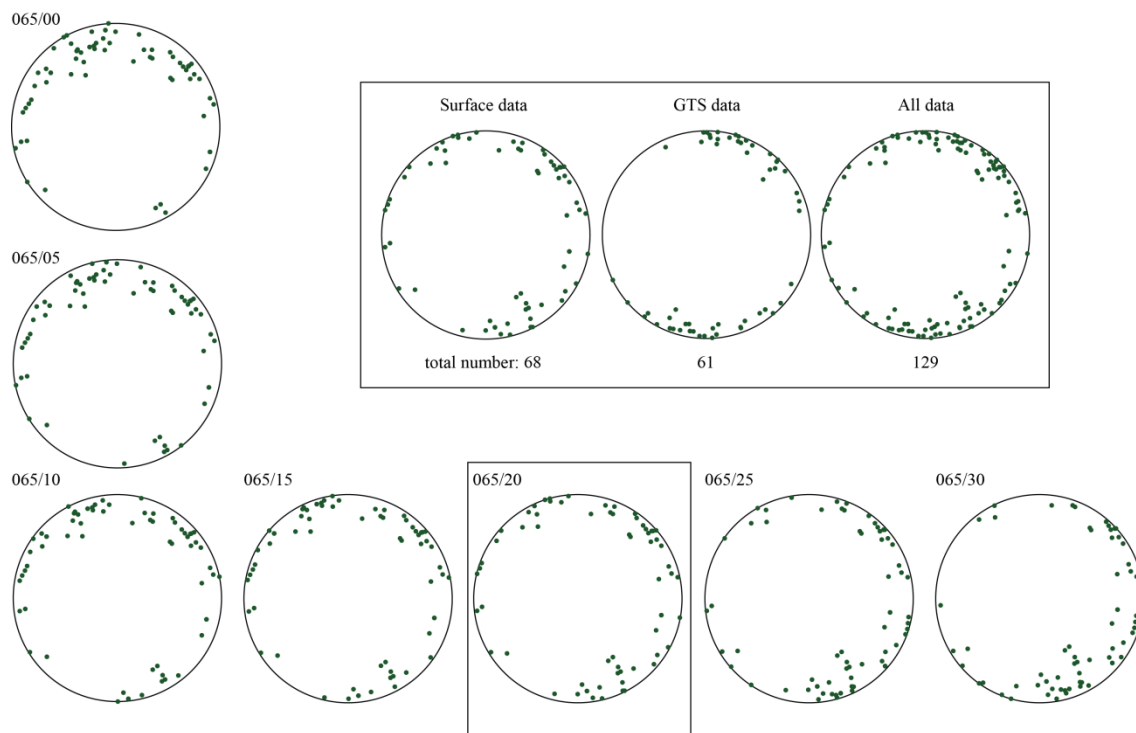 065/00
Surface data
GTS data
All data
065/05
total number: 68
61
129
065/10
065/15
065/20
065/25
065/30